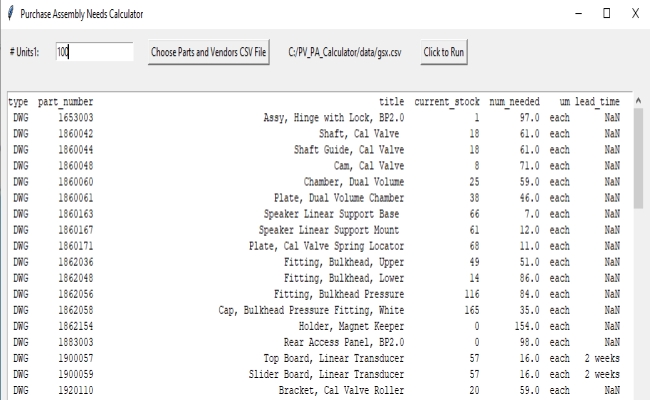 Purchase Assembly Needs Calculator
# Units1: 100 Choose Parts and Vendors CSV File C:/PV_PA_Calculator/data/gsx.csv Click to Run
type part_number title current_stock num_needed um lead_time
DWG 1653003 Assy, Hinge with Lock, BP2.0 1 97.0 each NaN
DWG 1860042 Shaft, Cal Valve 18 61.0 each NaN
DWG 1860044 Shaft Guide, Cal Valve 18 61.0 each NaN
DWG 1860048 Cam, Cal Valve 8 71.0 each NaN
DWG 1860060 Chamber, Dual Volume 25 59.0 each NaN
DWG 1860061 Plate, Dual Volume Chamber 38 46.0 each NaN
DWG 1860163 Speaker Linear Support Base 66 7.0 each NaN
DWG 1860167 Speaker Linear Support Mount 61 12.0 each NaN
DWG 1860171 Plate, Cal Valve Spring Locator 68 11.0 each NaN
DWG 1862036 Fitting, Bulkhead, Upper 49 51.0 each NaN
DWG 1862048 Fitting, Bulkhead, Lower 14 86.0 each NaN
DWG 1862056 Fitting, Bulkhead Pressure 116 84.0 each NaN
DWG 1862058 Cap, Bulkhead Pressure Fitting, White 165 35.0 each NaN
DWG 1862154 Holder, Magnet Keeper 0 154.0 each NaN
DWG 1883003 Rear Access Panel, BP2.0 0 98.0 each NaN
DWG 1900057 Top Board, Linear Transducer 57 16.0 each 2 weeks
DWG 1900059 Slider Board, Linear Transducer 57 16.0 each 2 weeks
DWG 1920110 Bracket, Cal Valve Roller 20 59.0 each NaN